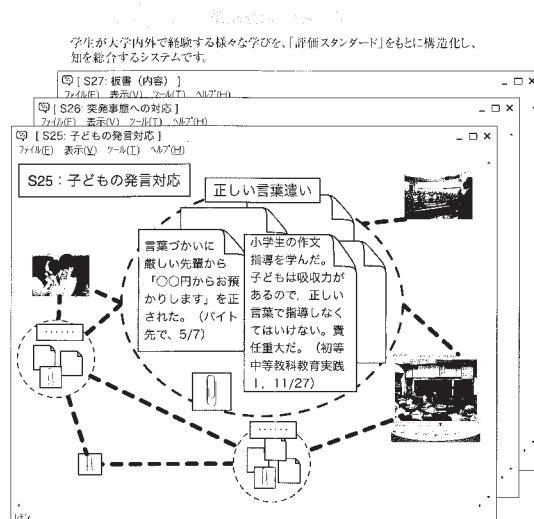 学生が大学内外で経験する様々な学びを、「評価スタンダード」をもとに構造化し、
知を総合するシステムです。
[ S27: 板書（内容） ]
ファイル(F) 表示(V) ツール(T) ヘルプ(H)
[ S26: 突発事態への対応 ]
ファイル(F) 表示(V) ツール(T) ヘルプ(H)
[ S25: 子どもの発言対応 ]
ファイル(F) 表示(V) ツール(T) ヘルプ(H)
S25：子どもの発言対応
正しい言葉遣い
言葉づかいに
厳しい先輩から
「○○円からお預
かりします」を正
された。（バイト
先で、5/7）
小学生の作文
指導を学んだ。
子どもは吸収力が
あるので、正しい
言葉で指導しなく
てはいけない。責
任重大だ。（初等
中等教科教育実践
Ⅰ，11/27）